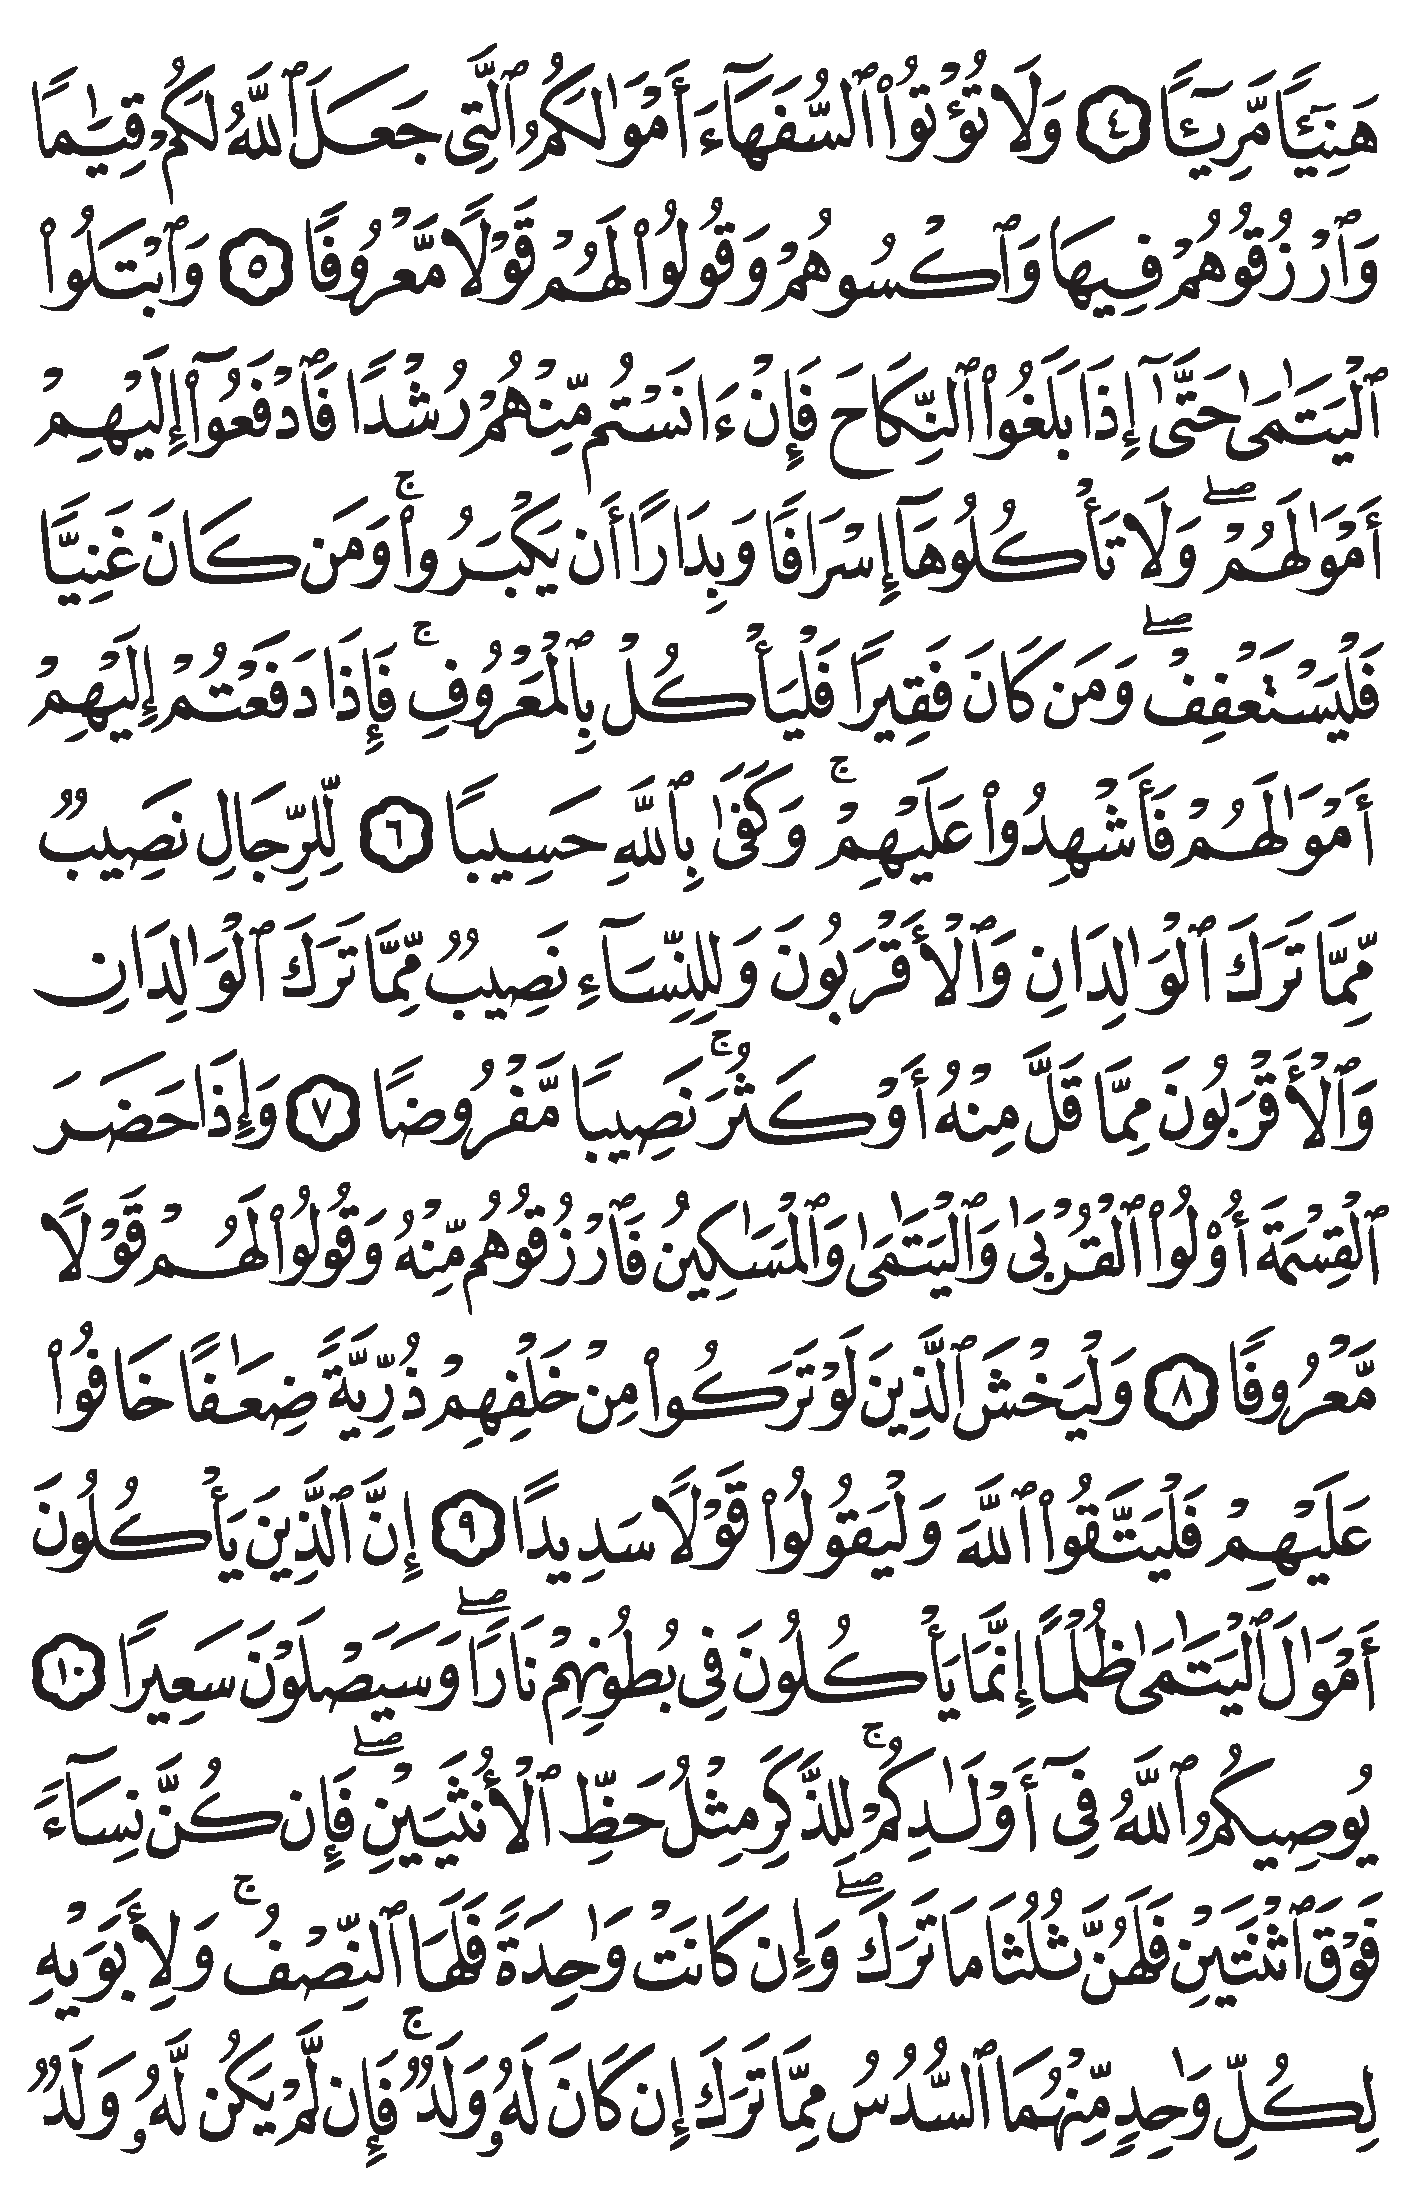 هَنِيٓـٔٗا مَّرِيٓـٔٗا ٤ وَلَا تُؤۡتُواْ ٱلسُّفَهَآءَ أَمۡوَٰلَكُمُ ٱلَّتِي جَعَلَ ٱللَّهُ لَكُمۡ قِيَٰمٗا
وَٱرۡزُقُوهُمۡ فِيهَا وَٱكۡسُوهُمۡ وَقُولُواْ لَهُمۡ قَوۡلٗا مَّعۡرُوفٗا ٥ وَٱبۡتَلُواْ
ٱلۡيَتَٰمَىٰ حَتَّىٰٓ إِذَا بَلَغُواْ ٱلنِّكَاحَ فَإِنۡ ءَانَسۡتُم مِّنۡهُمۡ رُشۡدٗا فَٱدۡفَعُوٓاْ إِلَيۡهِمۡ
أَمۡوَٰلَهُمۡۖ وَلَا تَأۡكُلُوهَآ إِسۡرَافٗا وَبِدَارًا أَن يَكۡبَرُواْۚ وَمَن كَانَ غَنِيّٗا
فَلۡيَسۡتَعۡفِفۡۖ وَمَن كَانَ فَقِيرٗا فَلۡيَأۡكُلۡ بِٱلۡمَعۡرُوفِۚ فَإِذَا دَفَعۡتُمۡ إِلَيۡهِمۡ
أَمۡوَٰلَهُمۡ فَأَشۡهِدُواْ عَلَيۡهِمۡۚ وَكَفَىٰ بِٱللَّهِ حَسِيبٗا ٦ لِّلرِّجَالِ نَصِيبٞ
مِّمَّا تَرَكَ ٱلۡوَٰلِدَانِ وَٱلۡأَقۡرَبُونَ وَلِلنِّسَآءِ نَصِيبٞ مِّمَّا تَرَكَ ٱلۡوَٰلِدَانِ
وَٱلۡأَقۡرَبُونَ مِمَّا قَلَّ مِنۡهُ أَوۡ كَثُرَۚ نَصِيبٗا مَّفۡرُوضٗا ٧ وَإِذَا حَضَرَ
ٱلۡقِسۡمَةَ أُوْلُواْ ٱلۡقُرۡبَىٰ وَٱلۡيَتَٰمَىٰ وَٱلۡمَسَٰكِينُ فَٱرۡزُقُوهُم مِّنۡهُ وَقُولُواْ لَهُمۡ قَوۡلٗا
مَّعۡرُوفٗا ٨ وَلۡيَخۡشَ ٱلَّذِينَ لَوۡ تَرَكُواْ مِنۡ خَلۡفِهِمۡ ذُرِّيَّةٗ ضِعَٰفًا خَافُواْ
عَلَيۡهِمۡ فَلۡيَتَّقُواْ ٱللَّهَ وَلۡيَقُولُواْ قَوۡلٗا سَدِيدًا ٩ إِنَّ ٱلَّذِينَ يَأۡكُلُونَ
أَمۡوَٰلَ ٱلۡيَتَٰمَىٰ ظُلۡمًا إِنَّمَا يَأۡكُلُونَ فِي بُطُونِهِمۡ نَارٗاۖ وَسَيَصۡلَوۡنَ سَعِيرٗا ١٠
يُوصِيكُمُ ٱللَّهُ فِيٓ أَوۡلَٰدِكُمۡۚ لِلذَّكَرِ مِثۡلُ حَظِّ ٱلۡأُنثَيَيۡنِۖ فَإِن كُنَّ نِسَآءٗ
فَوۡقَ ٱثۡنَتَيۡنِ فَلَهُنَّ ثُلُثَا مَا تَرَكَۖ وَإِن كَانَتۡ وَٰحِدَةٗ فَلَهَا ٱلنِّصۡفُۚ وَلِأَبَوَيۡهِ
لِكُلِّ وَٰحِدٖ مِّنۡهُمَا ٱلسُّدُسُ مِمَّا تَرَكَ إِن كَانَ لَهُۥ وَلَدٞۚ فَإِن لَّمۡ يَكُن لَّهُۥ وَلَدٞ